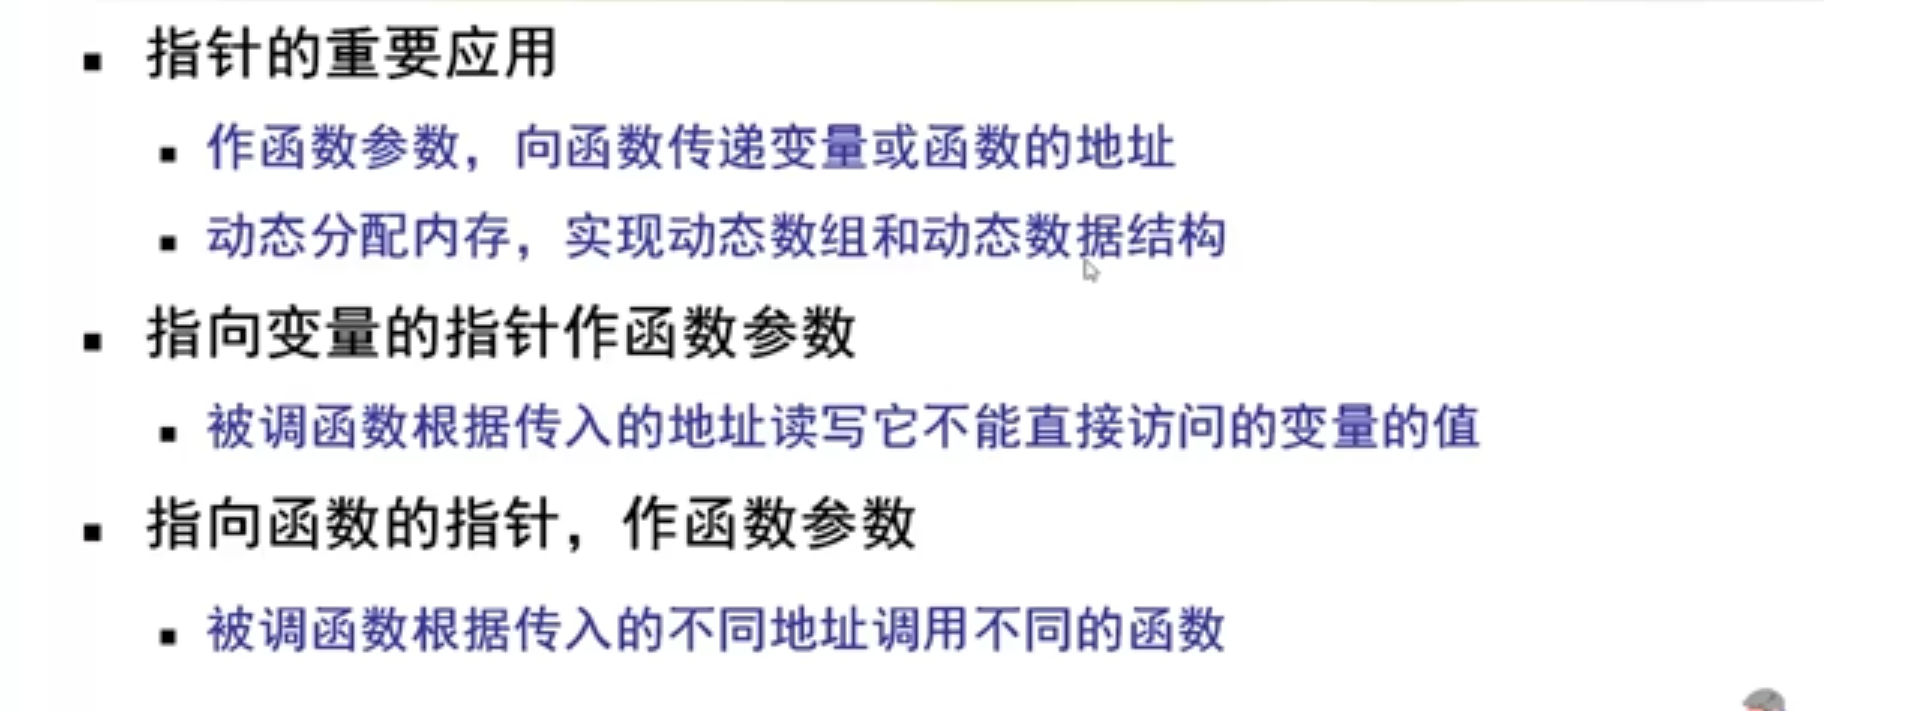 指针的重要应用
作函数参数，向函数传递变量或函数的地址
动态分配内存，实现动态数组和动态数据结构
指向变量的指针作函数参数
被调函数根据传入的地址读写它不能直接访问的变量的值
指向函数的指针，作函数参数
被调函数根据传入的不同地址调用不同的函数